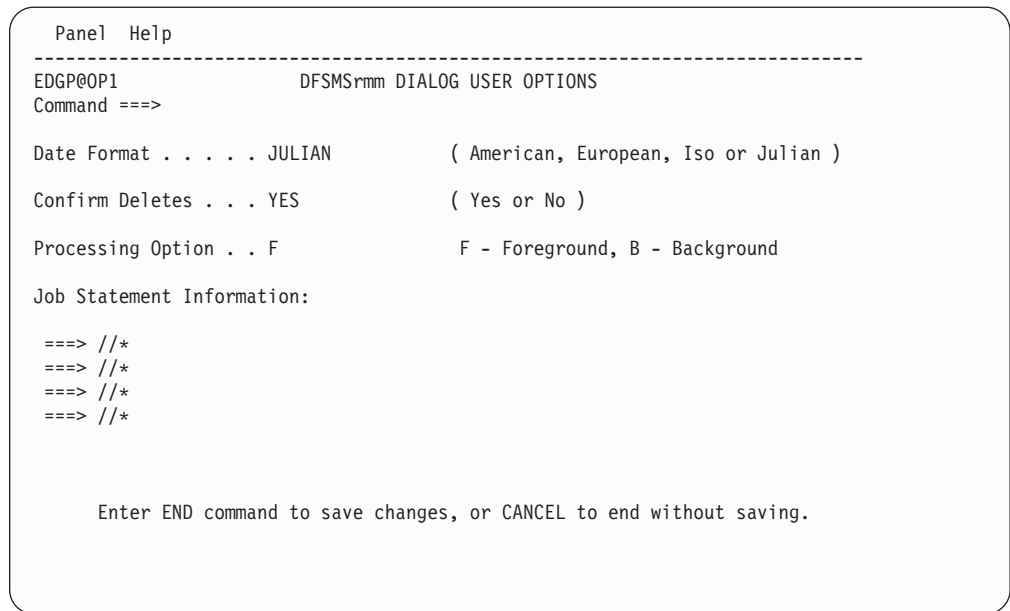 Panel Help
------------------------------------------------------------------------------
EDGP@OP1 DFSMSrmm DIALOG USER OPTIONS
Command ===>
Date Format . . . . . JULIAN ( American, European, Iso or Julian )
Confirm Deletes . . . YES ( Yes or No )
Processing Option . . F F - Foreground, B - Background
Job Statement Information:
===> //*
===> //*
===> //*
===> //*
Enter END command to save changes, or CANCEL to end without saving.